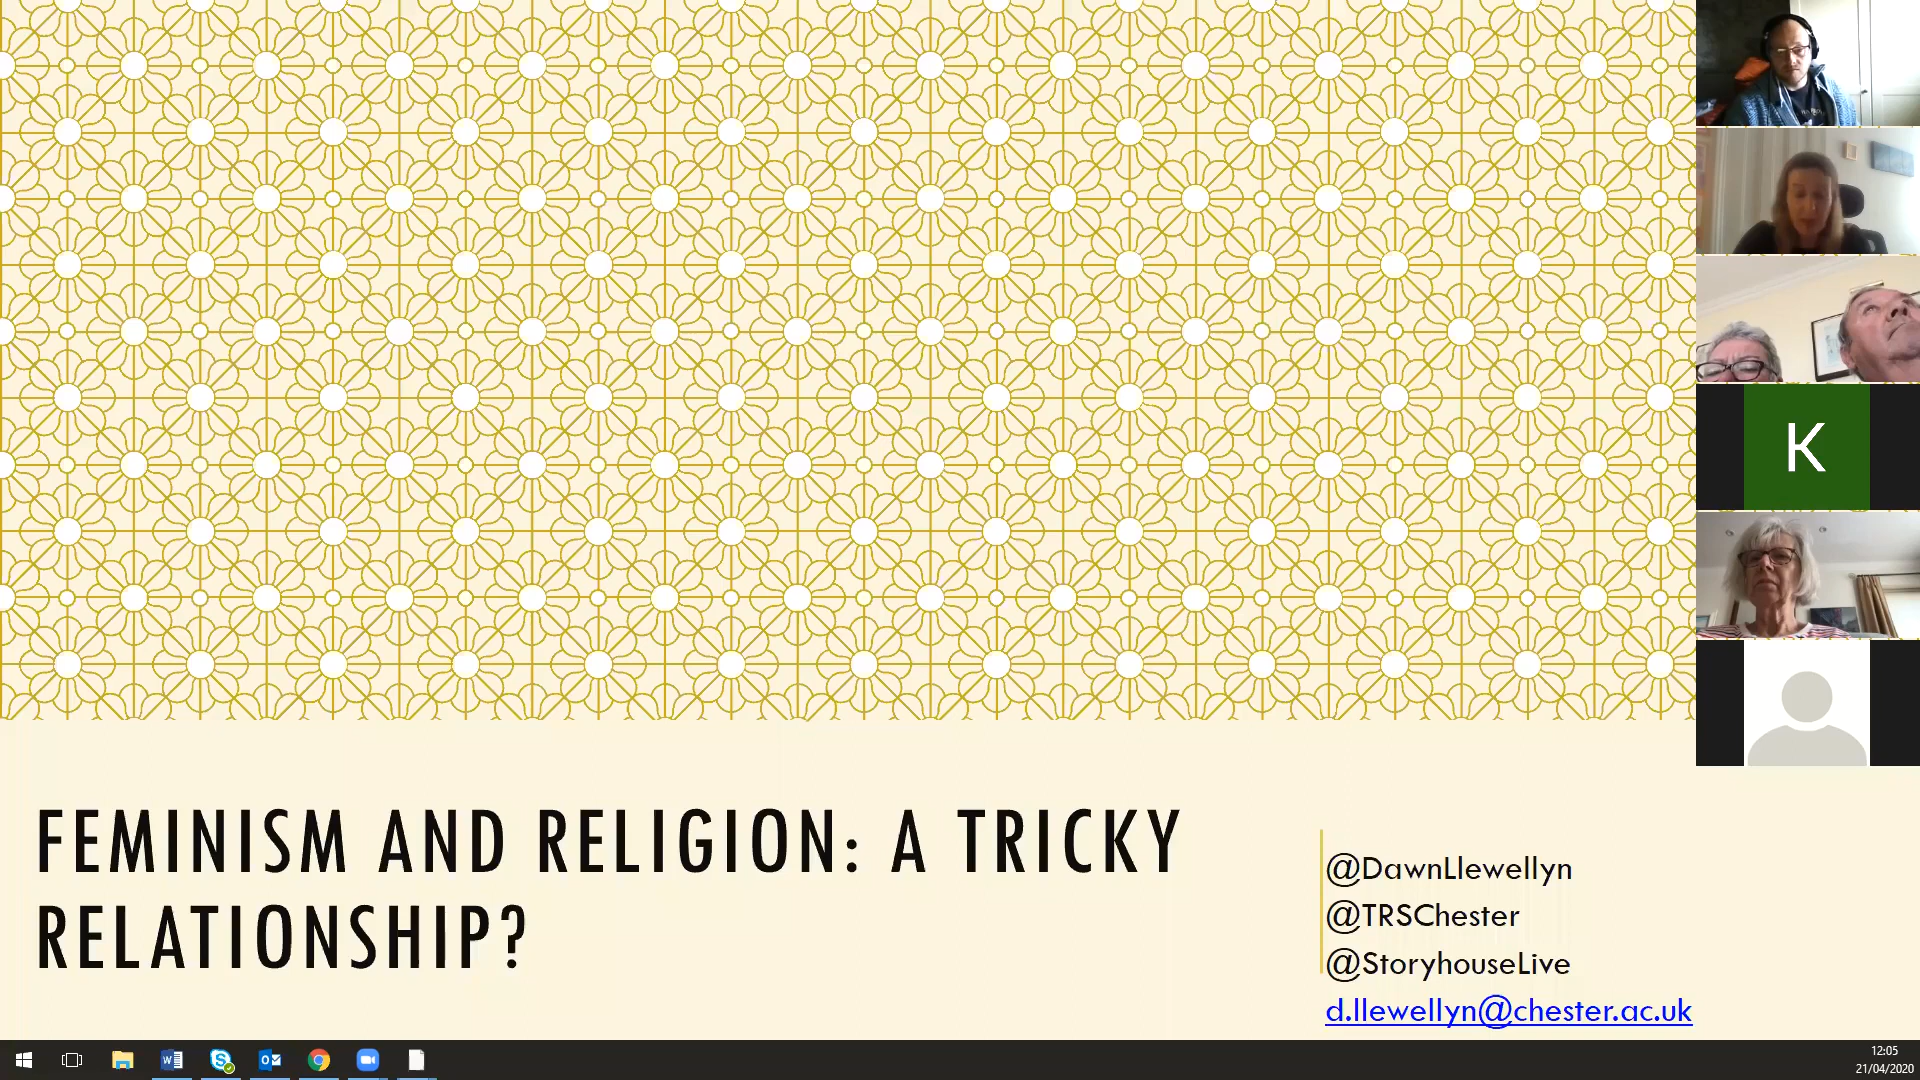 FEMINISM AND RELIGION: A TRICKY
RELATIONSHIP?
@DawnLlewellyn
@TRSChester
@StoryhouseLive
d.llewellyn@chester.ac.uk
K
12:05
21/04/2020